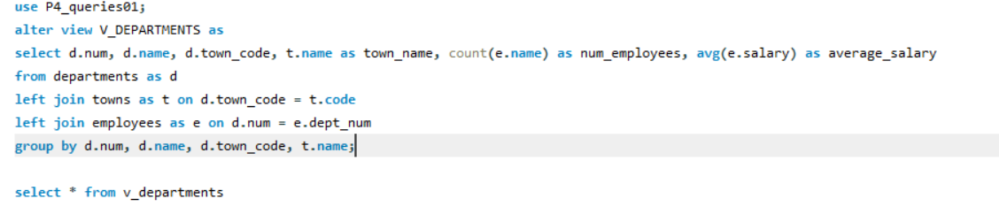 use P4_queries01;
alter view V_DEPARTMENTS as
select d.num, d.name, d.town_code, t.name as town_name, count(e.name) as num_employees, avg(e.salary) as average_salary
from departments as d
left join towns as t on d.town_code = t.code
left join employees as e on d.num = e.dept_num
group by d.num, d.name, d.town_code, t.name;
select * from v_departments